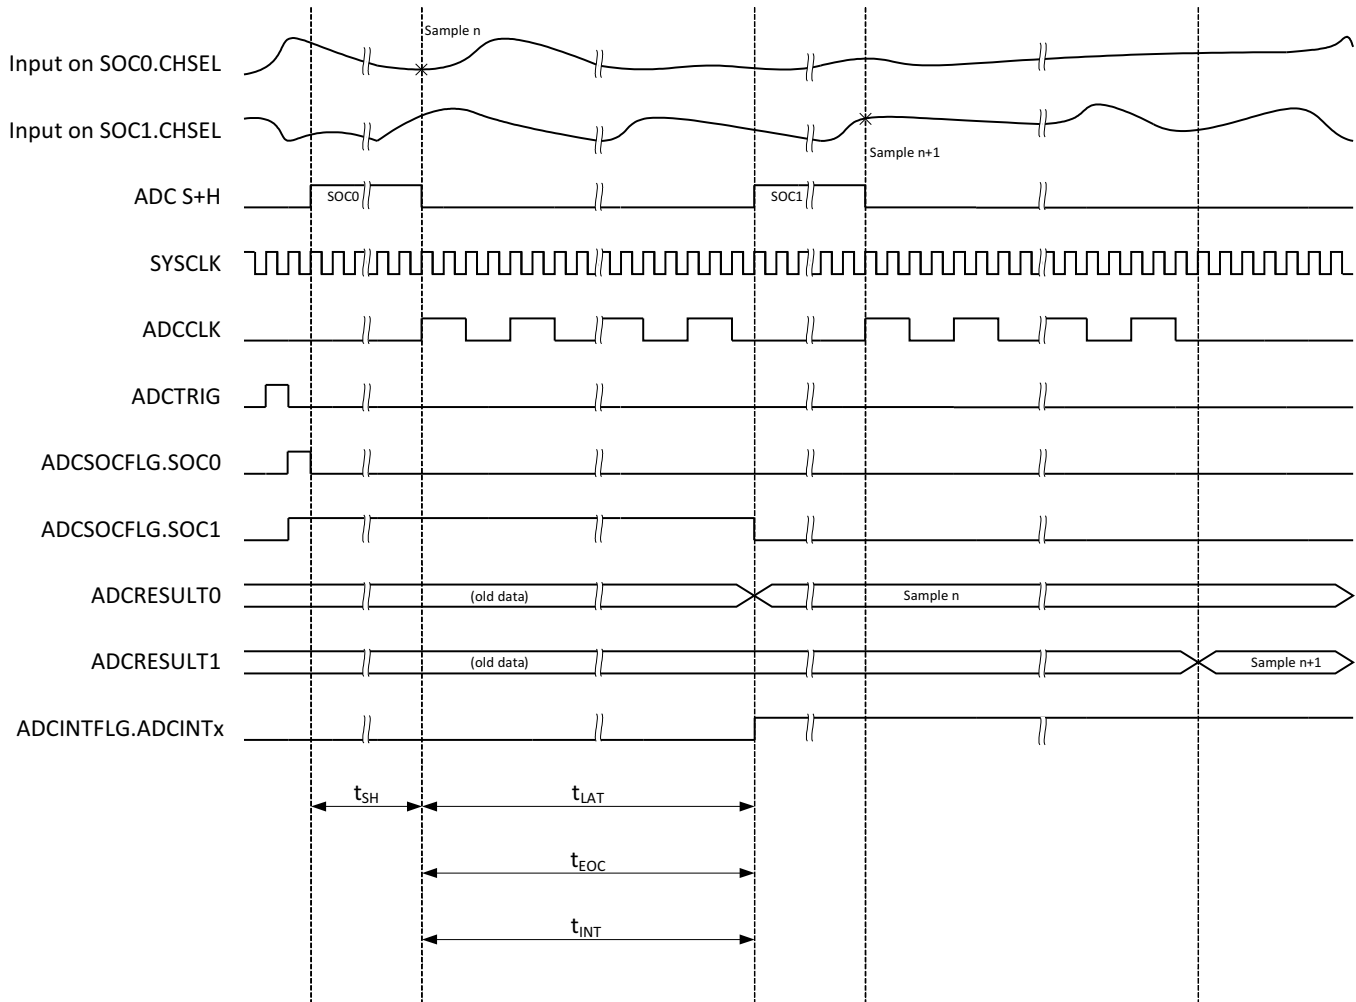 Sample n
Input on SOC0.CHSEL
Input on SOC1.CHSEL
Sample n+1
ADC S+H
SOC0
SOC1
SYSCLK
ADCCLK
ADCTRIG
ADCSOCFLG.SOC0
ADCSOCFLG.SOC1
ADCRESULT0
(old data)
Sample n
ADCRESULT1
(old data)
Sample n+1
ADCINTFLG.ADCINTx
tSH
tLAT
tEOC
tINT